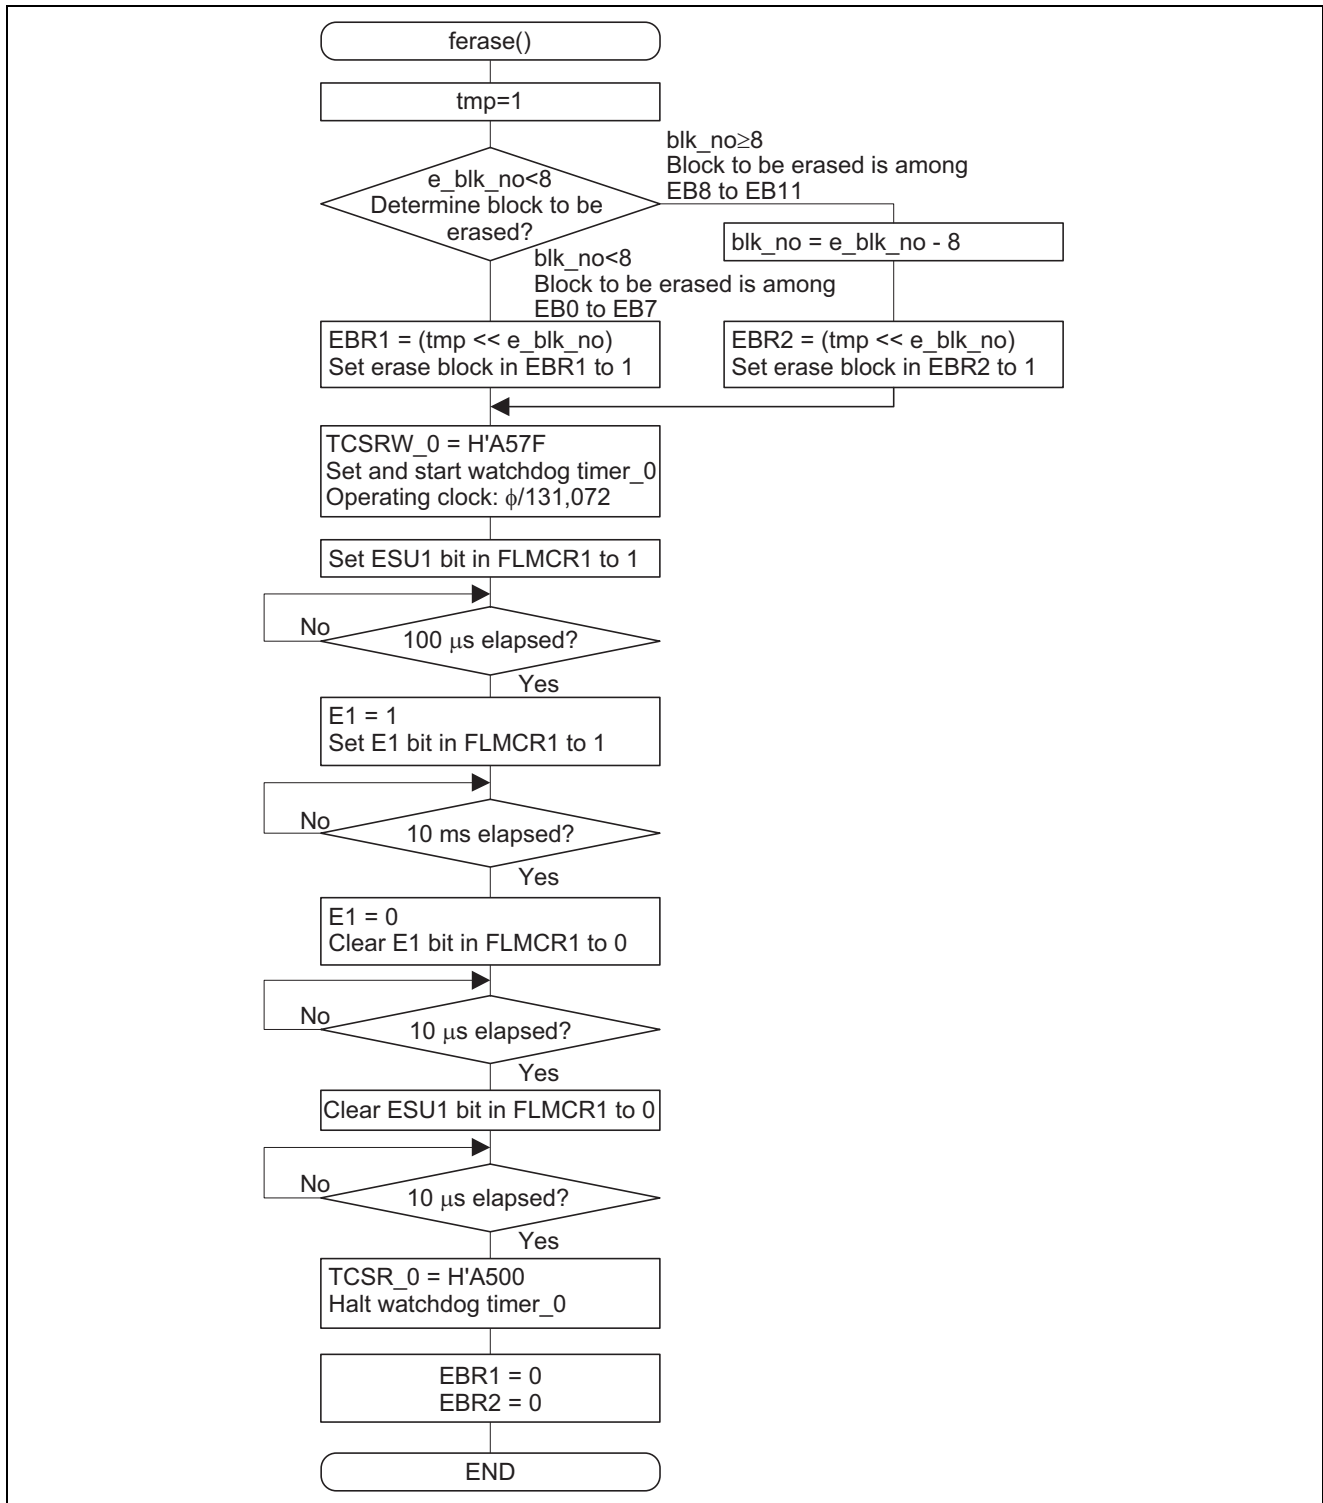 ferase()
tmp=1
blk_no≥8
Block to be erased is among
EB8 to EB11
e_blk_no<8
Determine block to be
erased?
blk_no = e_blk_no - 8
blk_no<8
Block to be erased is among
EB0 to EB7
EBR1 = (tmp << e_blk_no)
Set erase block in EBR1 to 1
EBR2 = (tmp << e_blk_no)
Set erase block in EBR2 to 1
TCSRW_0 = H'A57F
Set and start watchdog timer_0
Operating clock: ϕ/131,072
Set ESU1 bit in FLMCR1 to 1
No
100 μs elapsed?
Yes
E1 = 1
Set E1 bit in FLMCR1 to 1
No
10 ms elapsed?
Yes
E1 = 0
Clear E1 bit in FLMCR1 to 0
No
10 μs elapsed?
Yes
Clear ESU1 bit in FLMCR1 to 0
No
10 μs elapsed?
Yes
TCSR_0 = H'A500
Halt watchdog timer_0
EBR1 = 0
EBR2 = 0
END